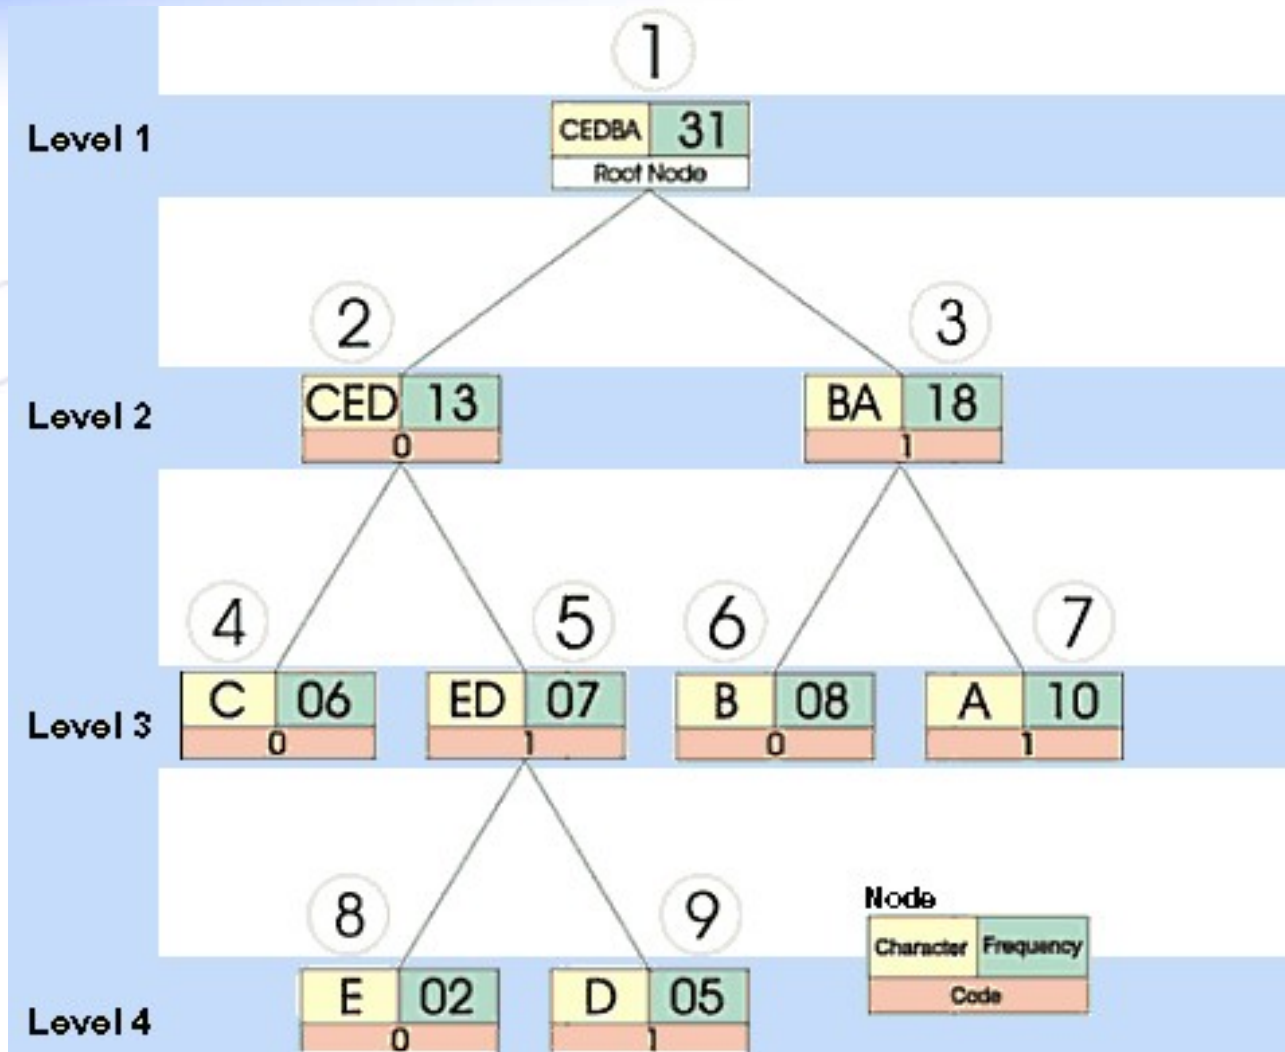 1
Level 1
CEDBA 31
Root Node
2 3
Level 2
CED 13 BA 18
0 1
4 5 6 7
Level 3
C 06 ED 07 B 08 A 10
0 1 0 1
8 9
Node
Character Frequency
Code
Level 4
E 02 D 05
0 1